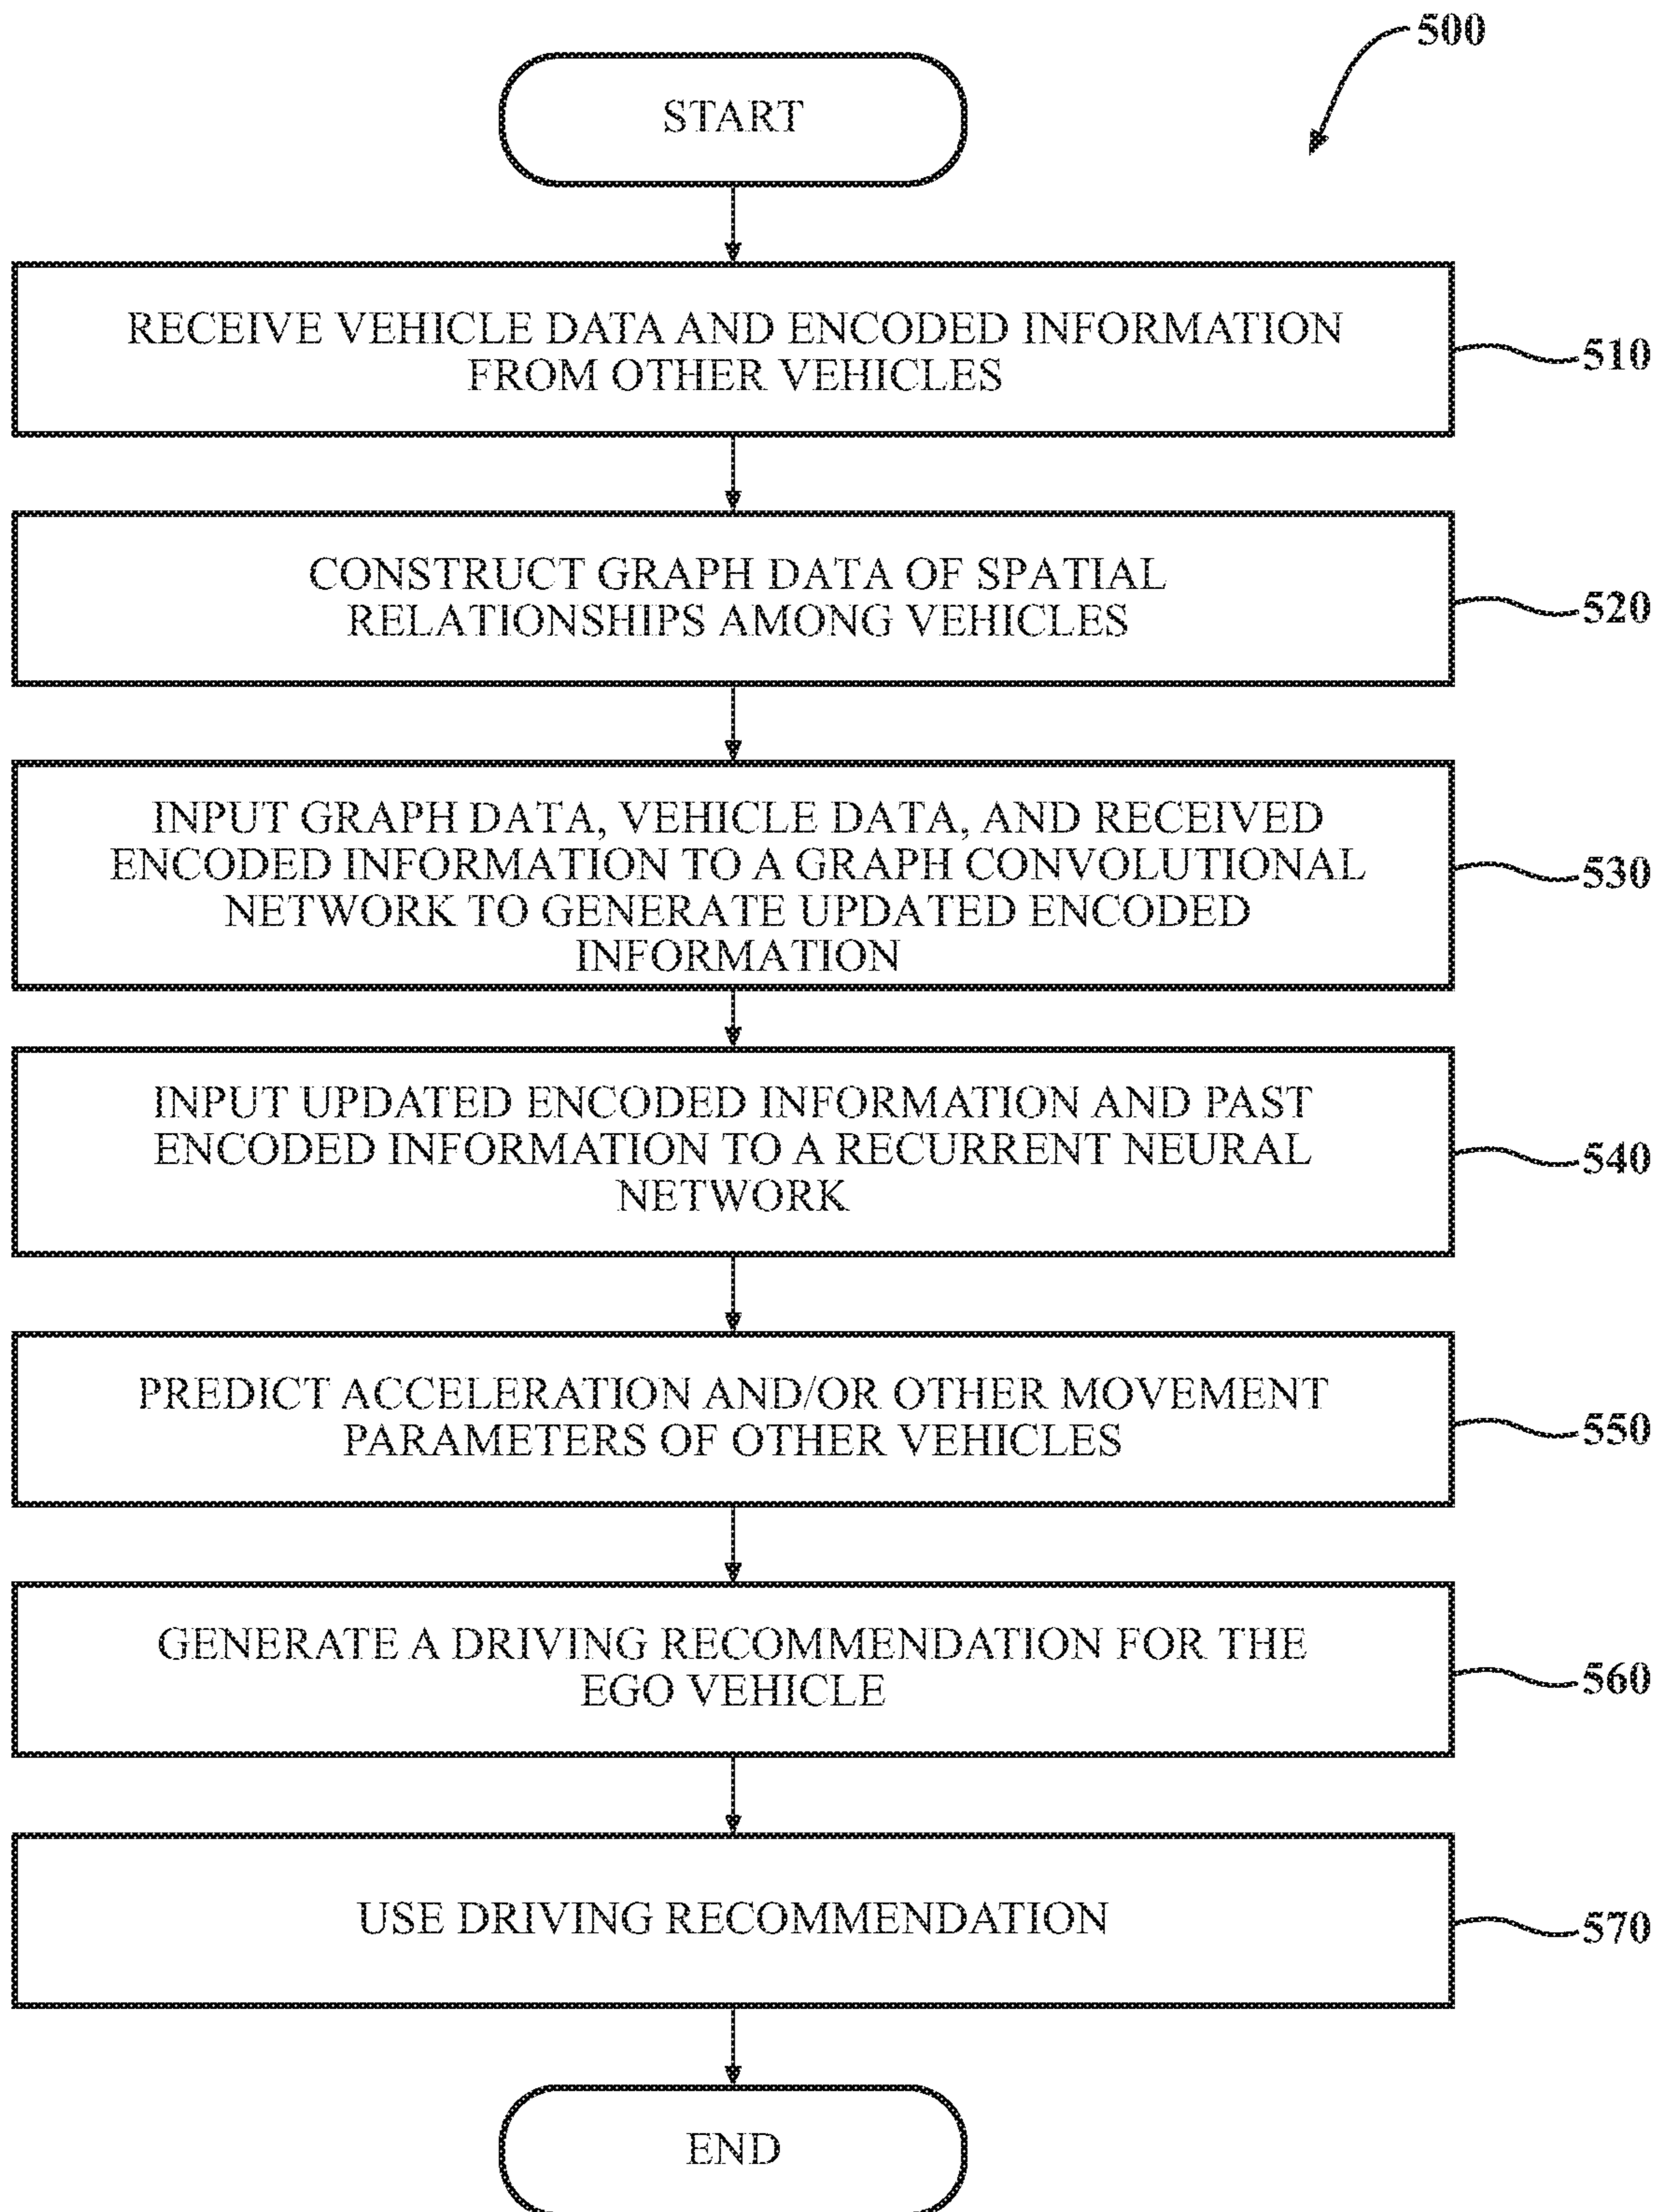 500
START
RECEIVE VEHICLE DATA AND ENCODED INFORMATION
FROM OTHER VEHICLES
510
CONSTRUCT GRAPH DATA OF SPATIAL
RELATIONSHIPS AMONG VEHICLES
520
INPUT GRAPH DATA, VEHICLE DATA, AND RECEIVED
ENCODED INFORMATION TO A GRAPH CONVOLUTIONAL
NETWORK TO GENERATE UPDATED ENCODED
INFORMATION
530
INPUT UPDATED ENCODED INFORMATION AND PAST
ENCODED INFORMATION TO A RECURRENT NEURAL
NETWORK
540
PREDICT ACCELERATION AND/OR OTHER MOVEMENT
PARAMETERS OF OTHER VEHICLES
550
GENERATE A DRIVING RECOMMENDATION FOR THE
EGO VEHICLE
560
USE DRIVING RECOMMENDATION
570
END